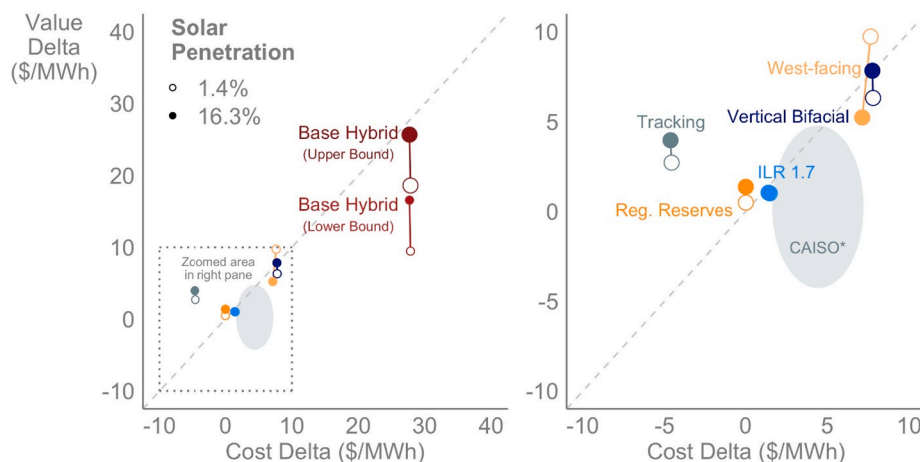 Value
Delta
($/MWh)
40
30
20
10
0
-10
-10
0
10
20
30
40
Cost Delta ($/MWh)
Solar
Penetration
1.4%
16.3%
Base Hybrid
(Upper Bound)
Base Hybrid
(Lower Bound)
Zoomed area
in right pane
10
5
0
-5
-10
-10
-5
0
5
10
Cost Delta ($/MWh)
West-facing
Vertical Bifacial
Tracking
ILR 1.7
Reg. Reserves
CAISO*